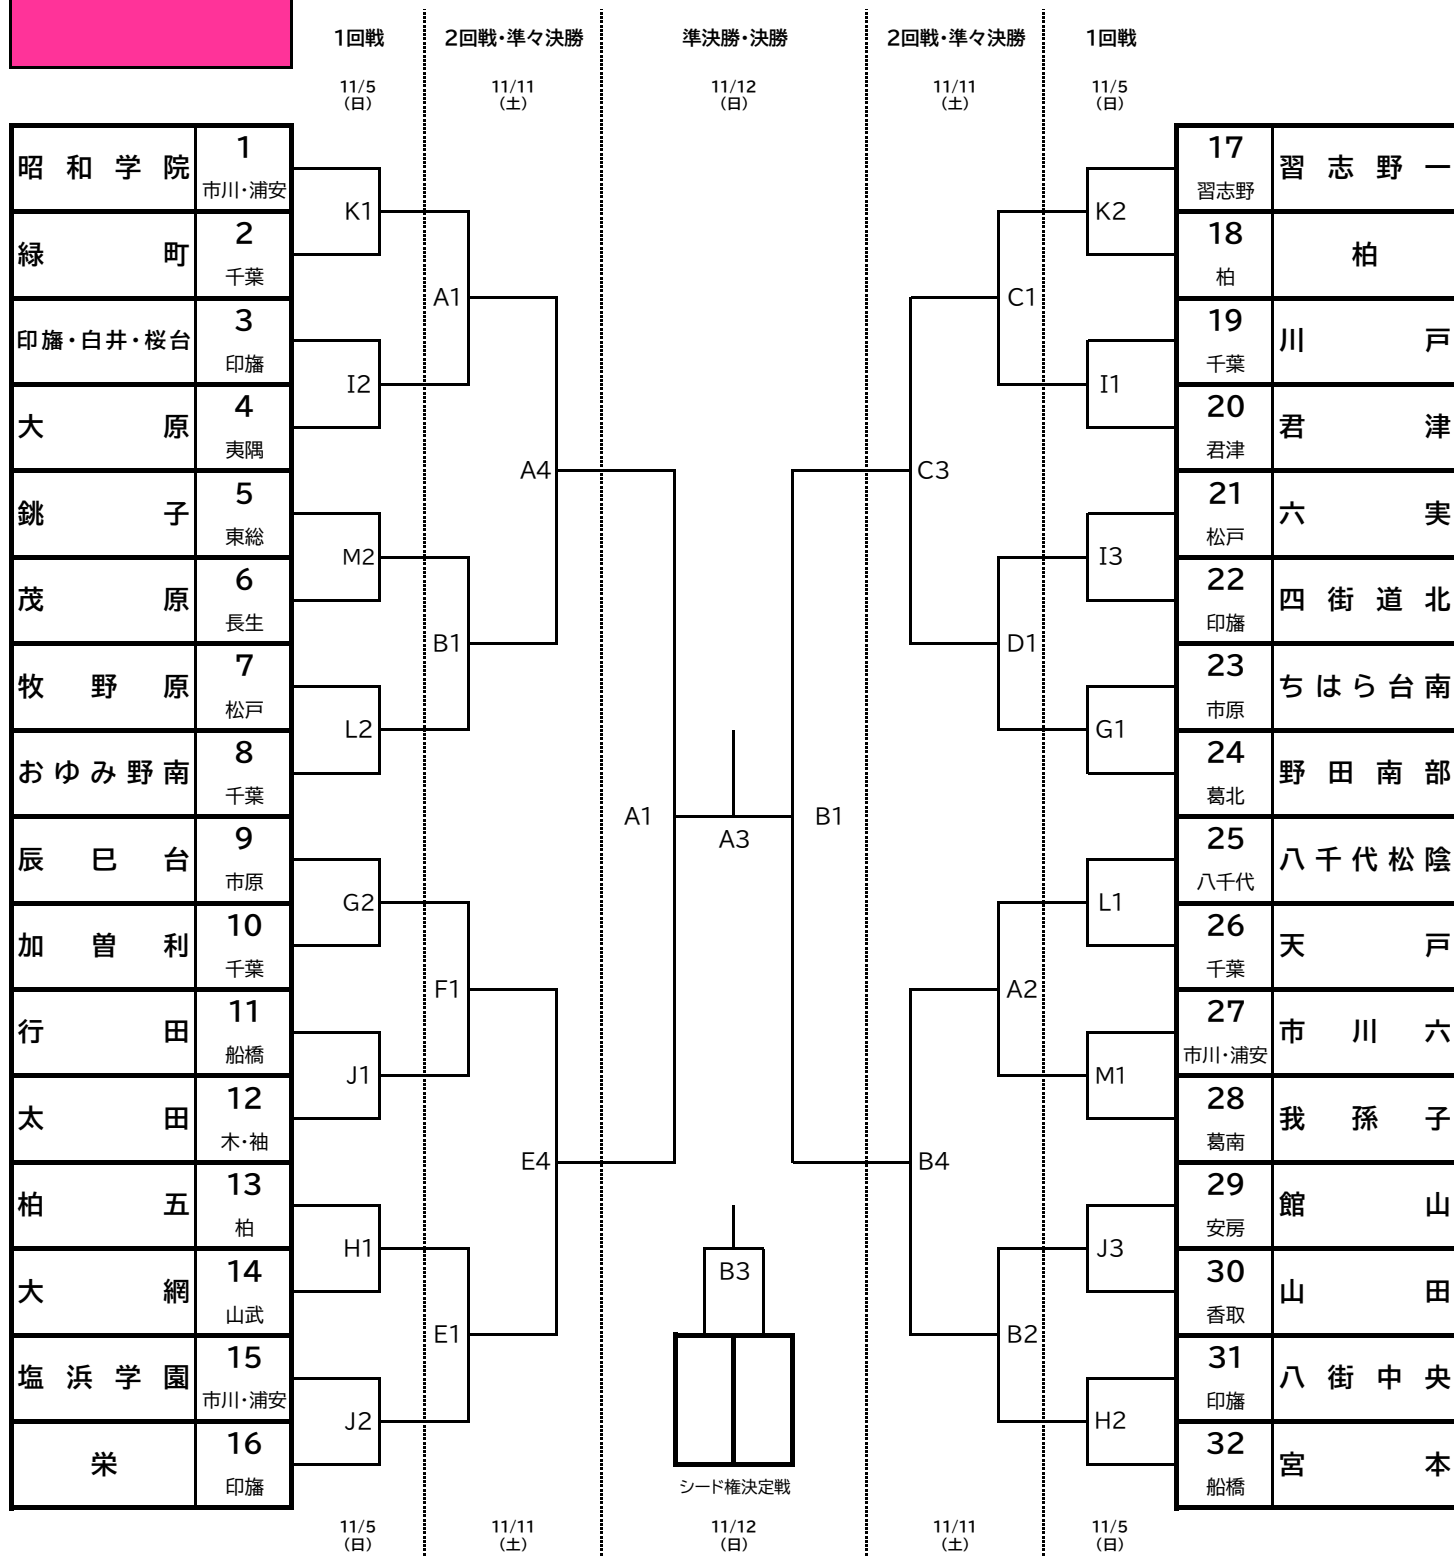 1回戦 2回戦・準々決勝 準決勝・決勝 2回戦・準々決勝 1回戦
11/5 11/11 11/12 11/11 11/5
(日) (土) (日) (土) (日)
昭和学院 1 市川・浦安
緑町 2 千葉
印旛・白井・桜台 3 印旛
大原 4 夷隅
銚子 5 東総
茂原 6 長生
牧野原 7 松戸
おゆみ野南 8 千葉
辰巳台 9 市原
加曽利 10 千葉
行田 11 船橋
太田 12 木・袖
柏五 13 柏
大網 14 山武
塩浜学園 15 市川・浦安
栄 16 印旛
K1
I2
M2
L2
G2
J1
H1
J2
A1
B1
F1
E1
A4
E4
A1
A3
B1
B3
シード権決定戦
C3
B4
C1
D1
A2
B2
K2
I1
I3
G1
L1
M1
J3
H2
17 習志野 習志野一
18 柏 柏
19 千葉 川戸
20 君津 君津
21 松戸 六実
22 印旛 四街道北
23 市原 ちはら台南
24 葛北 野田南部
25 八千代 八千代松陰
26 千葉 天戸
27 市川・浦安 市川六
28 葛南 我孫子
29 安房 館山
30 香取 山田
31 印旛 八街中央
32 船橋 宮本
11/5 11/11 11/12 11/11 11/5
(日) (土) (日) (土) (日)